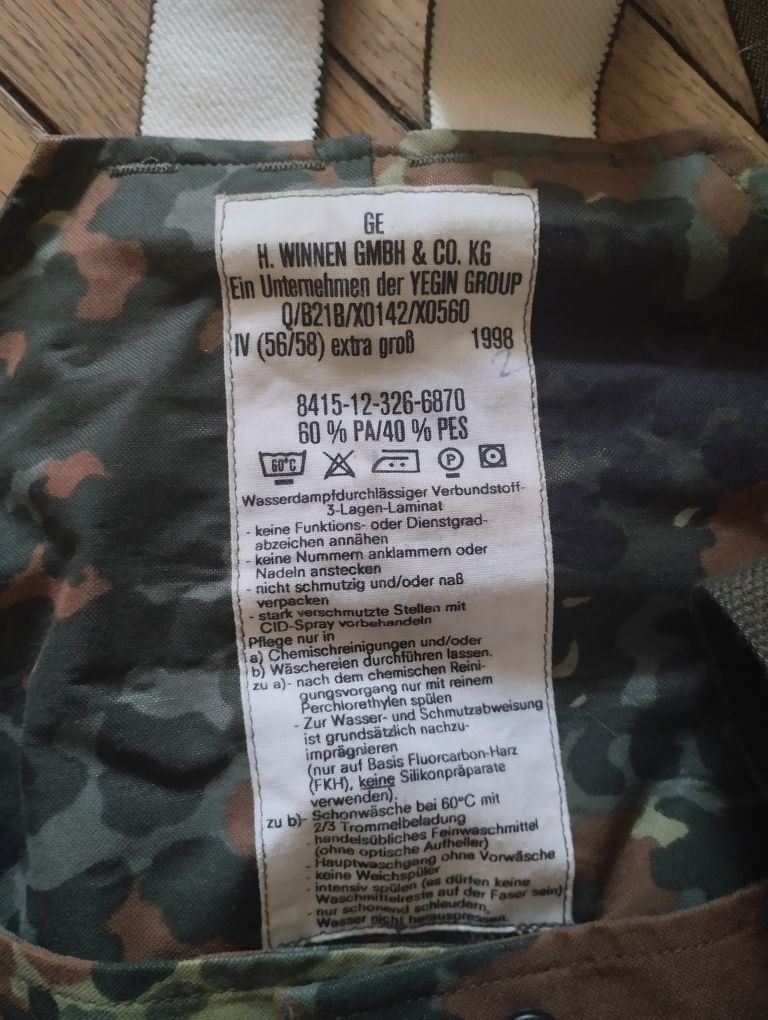 GE
H. WINNEN GMBH & CO. KG
Ein Unternehmen der YEGIN GROUP
Q/B21B/X0142/X0560
IV (56/58) extra groß 1998
2
8415-12-326-6870
60 % PA/40 % PES
60°C P
Wasserdampfdurchlässiger Verbundstoff-
3-Lagen-Laminat
- keine Funktions- oder Dienstgrad-
abzeichen annähen
- keine Nummern anklammern oder
Nadeln anstecken
- nicht schmutzig und/oder naß
verpacken
- stark verschmutzte Stellen mit
CID-Spray vorbehandeln
Pflege nur in
a) Chemischreinigungen und/oder
b) Wäschereien durchführen lassen.
zu a)- nach dem chemischen Reini-
gungsvorgang nur mit reinem
Perchlorethylen spülen
- Zur Wasser- und Schmutzabweisung
ist grundsätzlich nachzu-
imprägnieren
(nur auf Basis Fluorcarbon-Harz
(FKH), keine Silikonpräparate
verwenden).
zu b)- Schonwäsche bei 60°C mit
2/3 Trommelbeladung
- handelsübliches Feinwaschmittel
(ohne optische Aufheller)
- Hauptwaschgang ohne Vorwäsche
- keine Weichspüler
- intensiv spülen (es dürfen keine
Waschmittelreste auf der Faser sein)
- nur schonend schleudern,
Wasser nicht herauspressen.